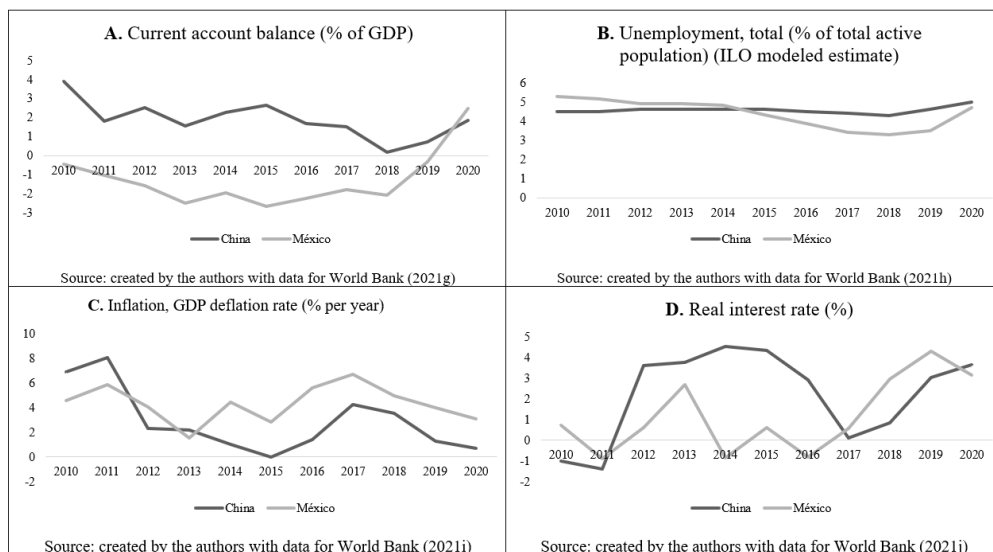 A. Current account balance (% of GDP)
5
4
3
2
1
0
-1
-2
-3
2010 2011 2012 2013 2014 2015 2016 2017 2018 2019 2020
China México
Source: created by the authors with data for World Bank (2021g)
B. Unemployment, total (% of total active
population) (ILO modeled estimate)
6
5
4
3
2
1
0
2010 2011 2012 2013 2014 2015 2016 2017 2018 2019 2020
China México
Source: created by the authors with data for World Bank (2021h)
C. Inflation, GDP deflation rate (% per year)
10
8
6
4
2
0
-2
2010 2011 2012 2013 2014 2015 2016 2017 2018 2019 2020
China México
Source: created by the authors with data for World Bank (2021i)
D. Real interest rate (%)
5
4
3
2
1
0
-1
-2
2010 2011 2012 2013 2014 2015 2016 2017 2018 2019 2020
China México
Source: created by the authors with data for World Bank (2021j)